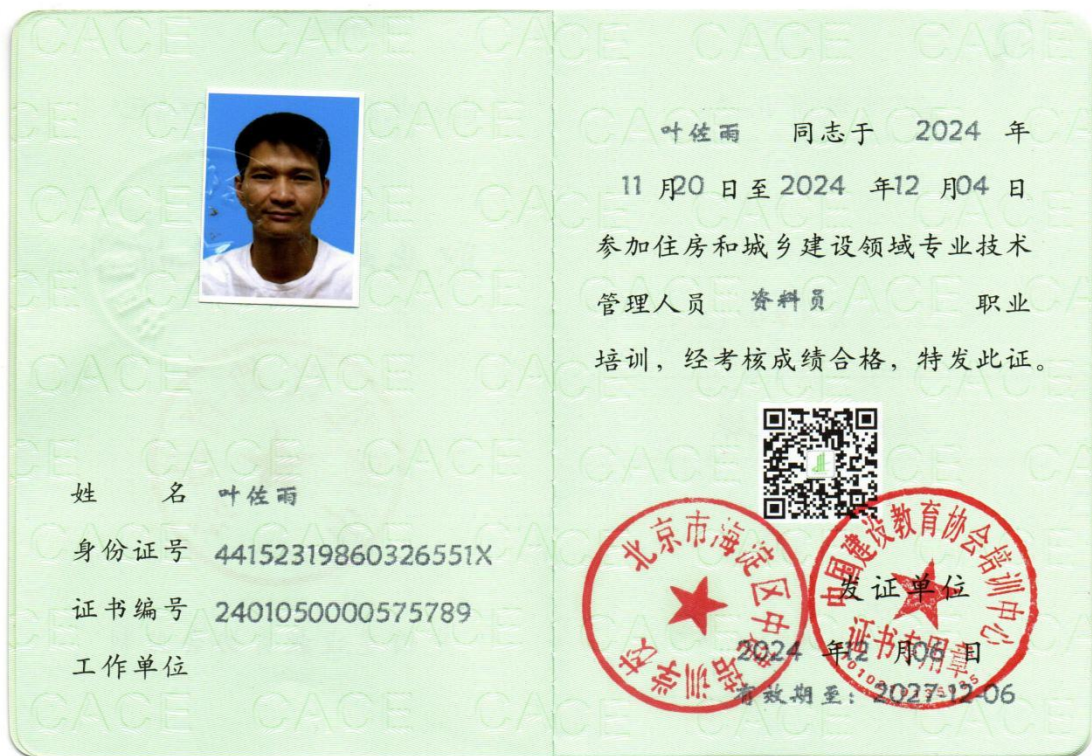 姓 名 叶佐雨
身份证号 44152319860326551X
证书编号 2401050000575789
工作单位
叶佐雨 同志于 2024 年
11 月20 日至 2024 年12 月04 日
参加住房和城乡建设领域专业技术
管理人员 资料员 职业
培训，经考核成绩合格，特发此证。
北京市海淀区中 培训学校
中国建设教育协会培训中心
证书专用章
发证单位
2024 年12 月06 日
有效期至：2027-12-06
CACE